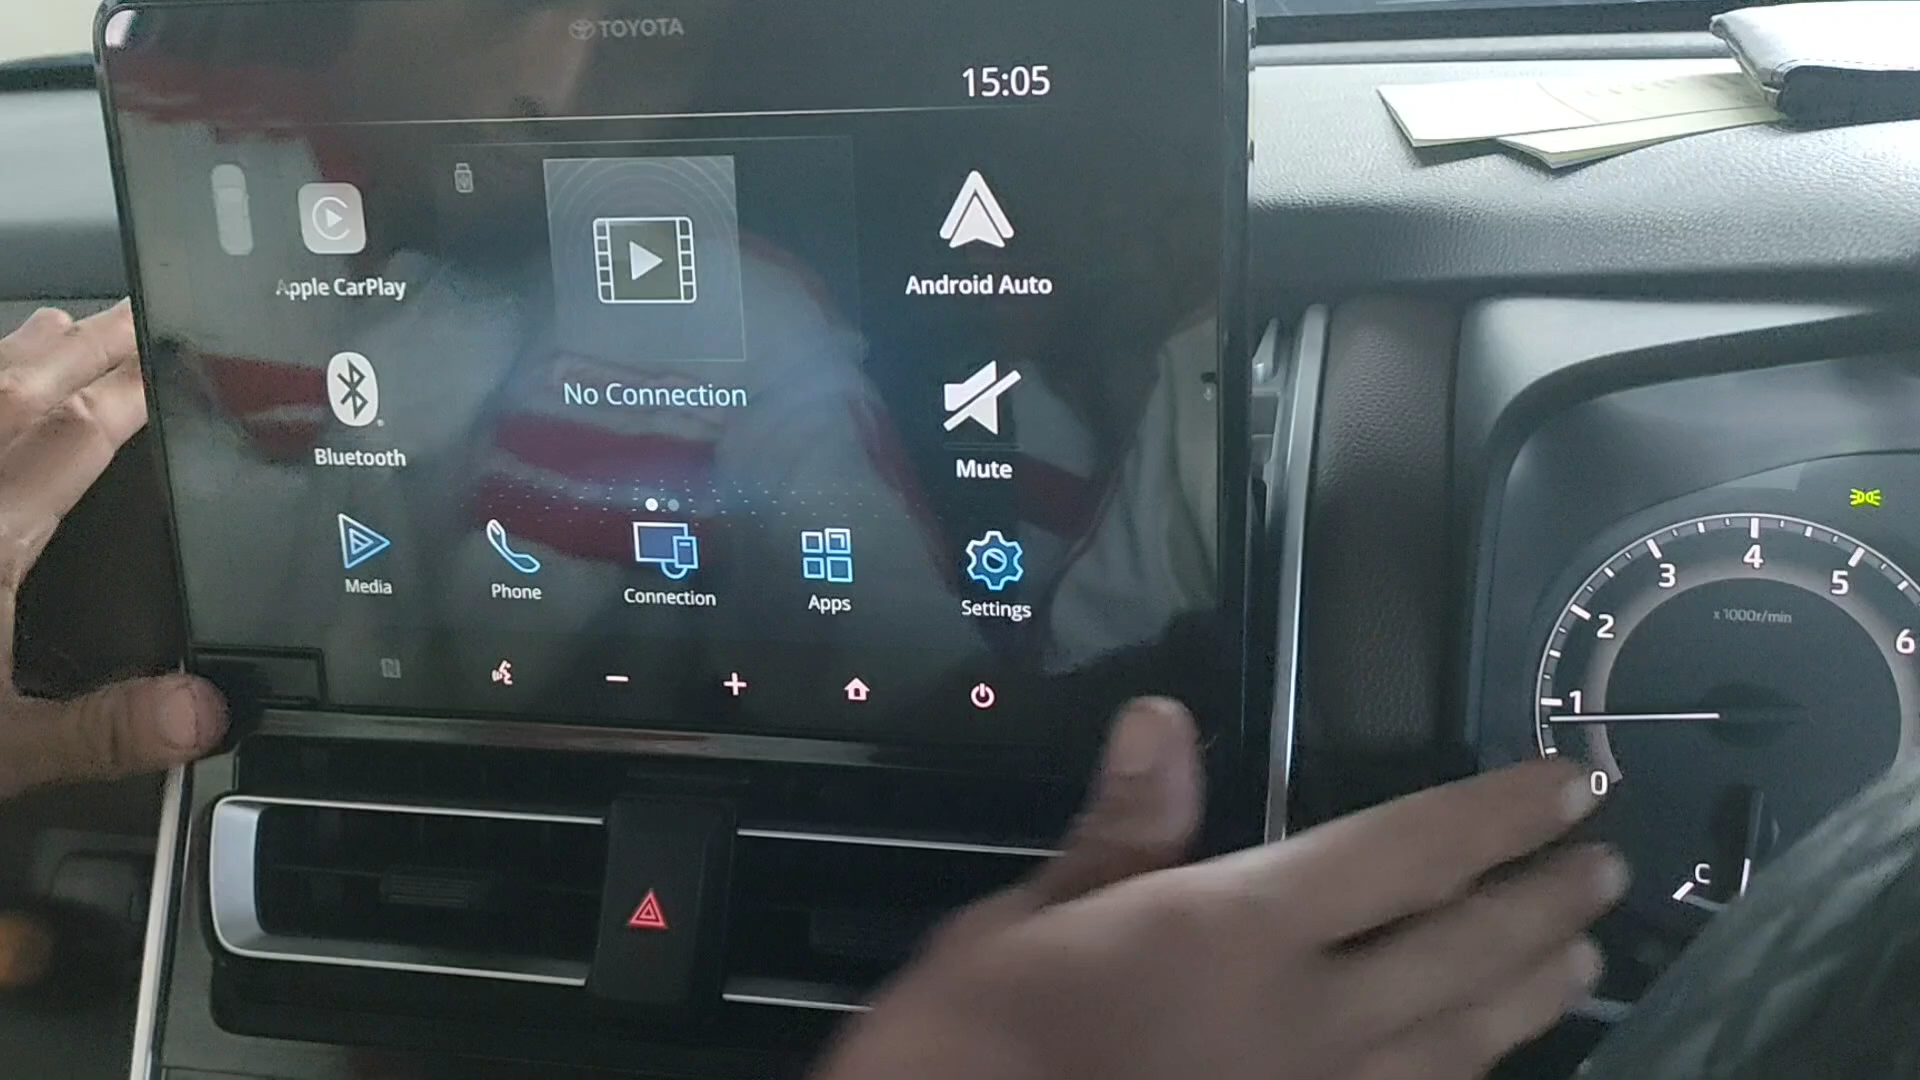 TOYOTA
15:05
Apple CarPlay
Android Auto
No Connection
Bluetooth
Mute
Media
Phone
Connection
Apps
Settings
0
1
2
3
4
5
6
x 1000r/min
C